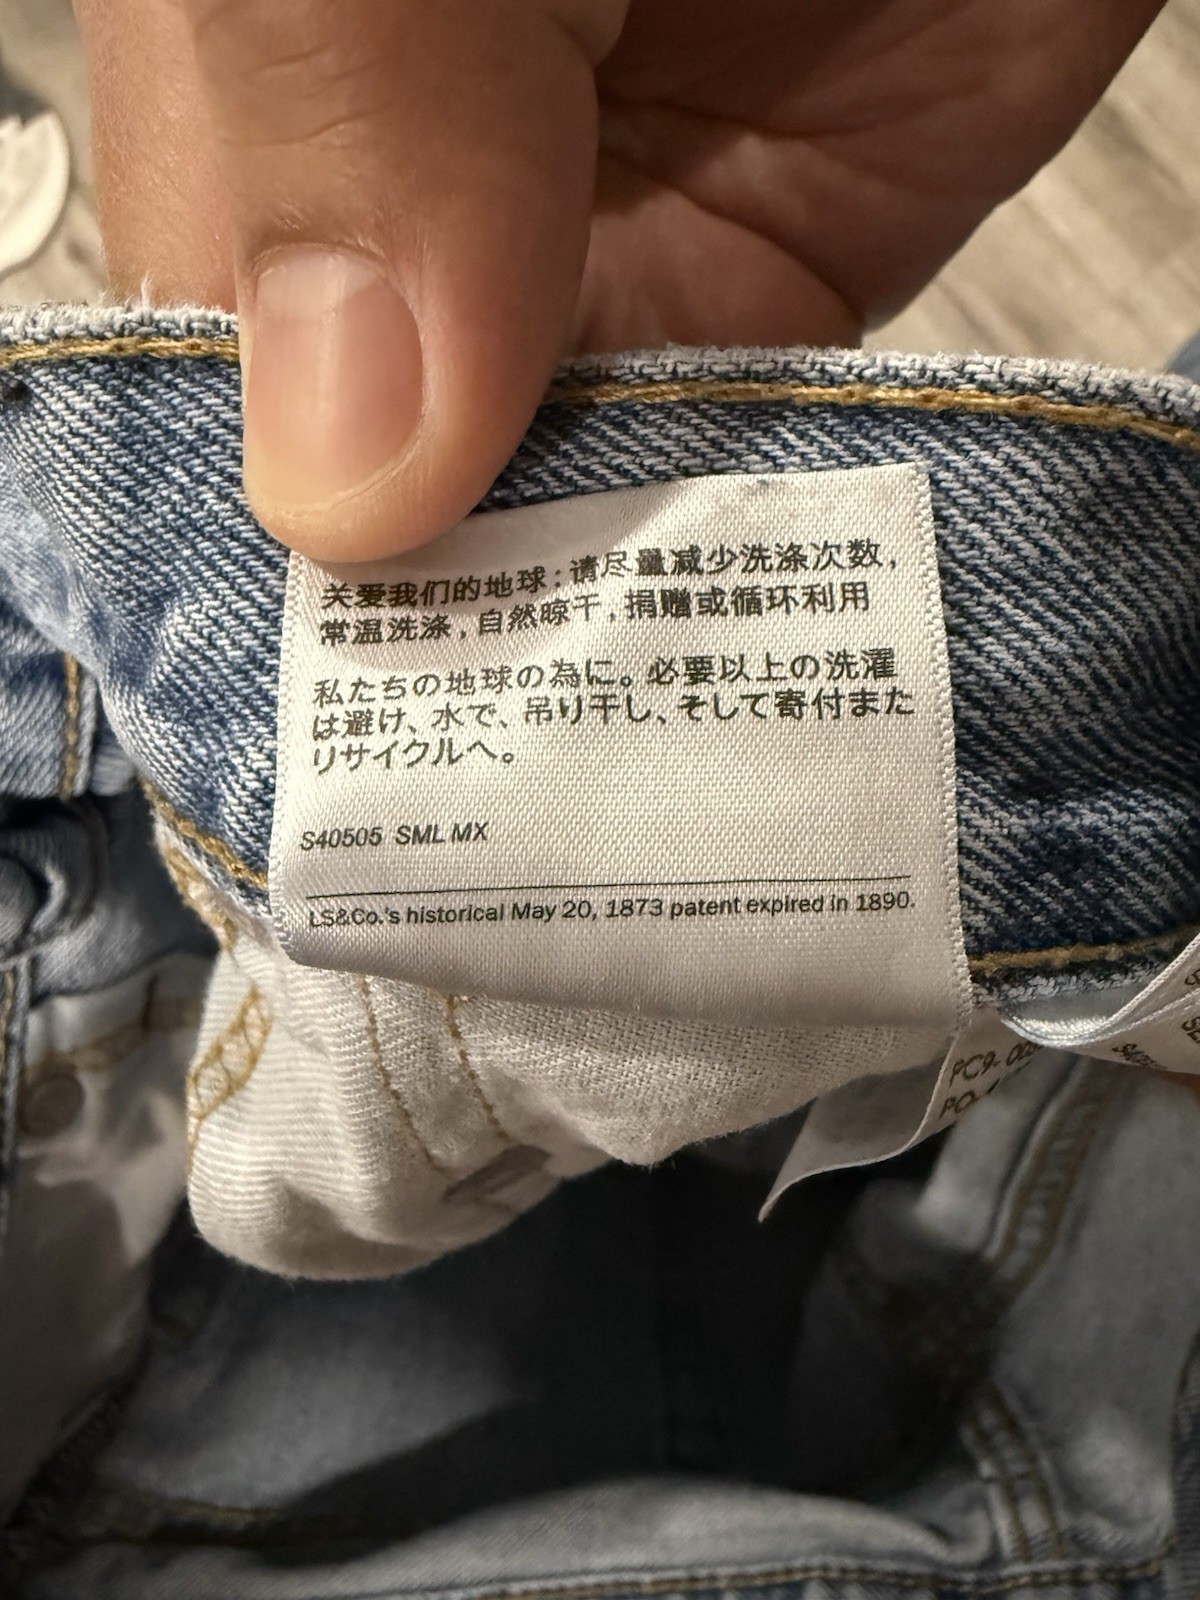 关爱我们的地球：请尽量减少洗涤次数，
常温洗涤，自然晾干，捐赠或循环利用
私たちの地球の為に。必要以上の洗濯
は避け、水で、吊り干し、そして寄付また
リサイクルへ。
S40505 SML MX
LS&Co.'s historical May 20, 1873 patent expired in 1890.